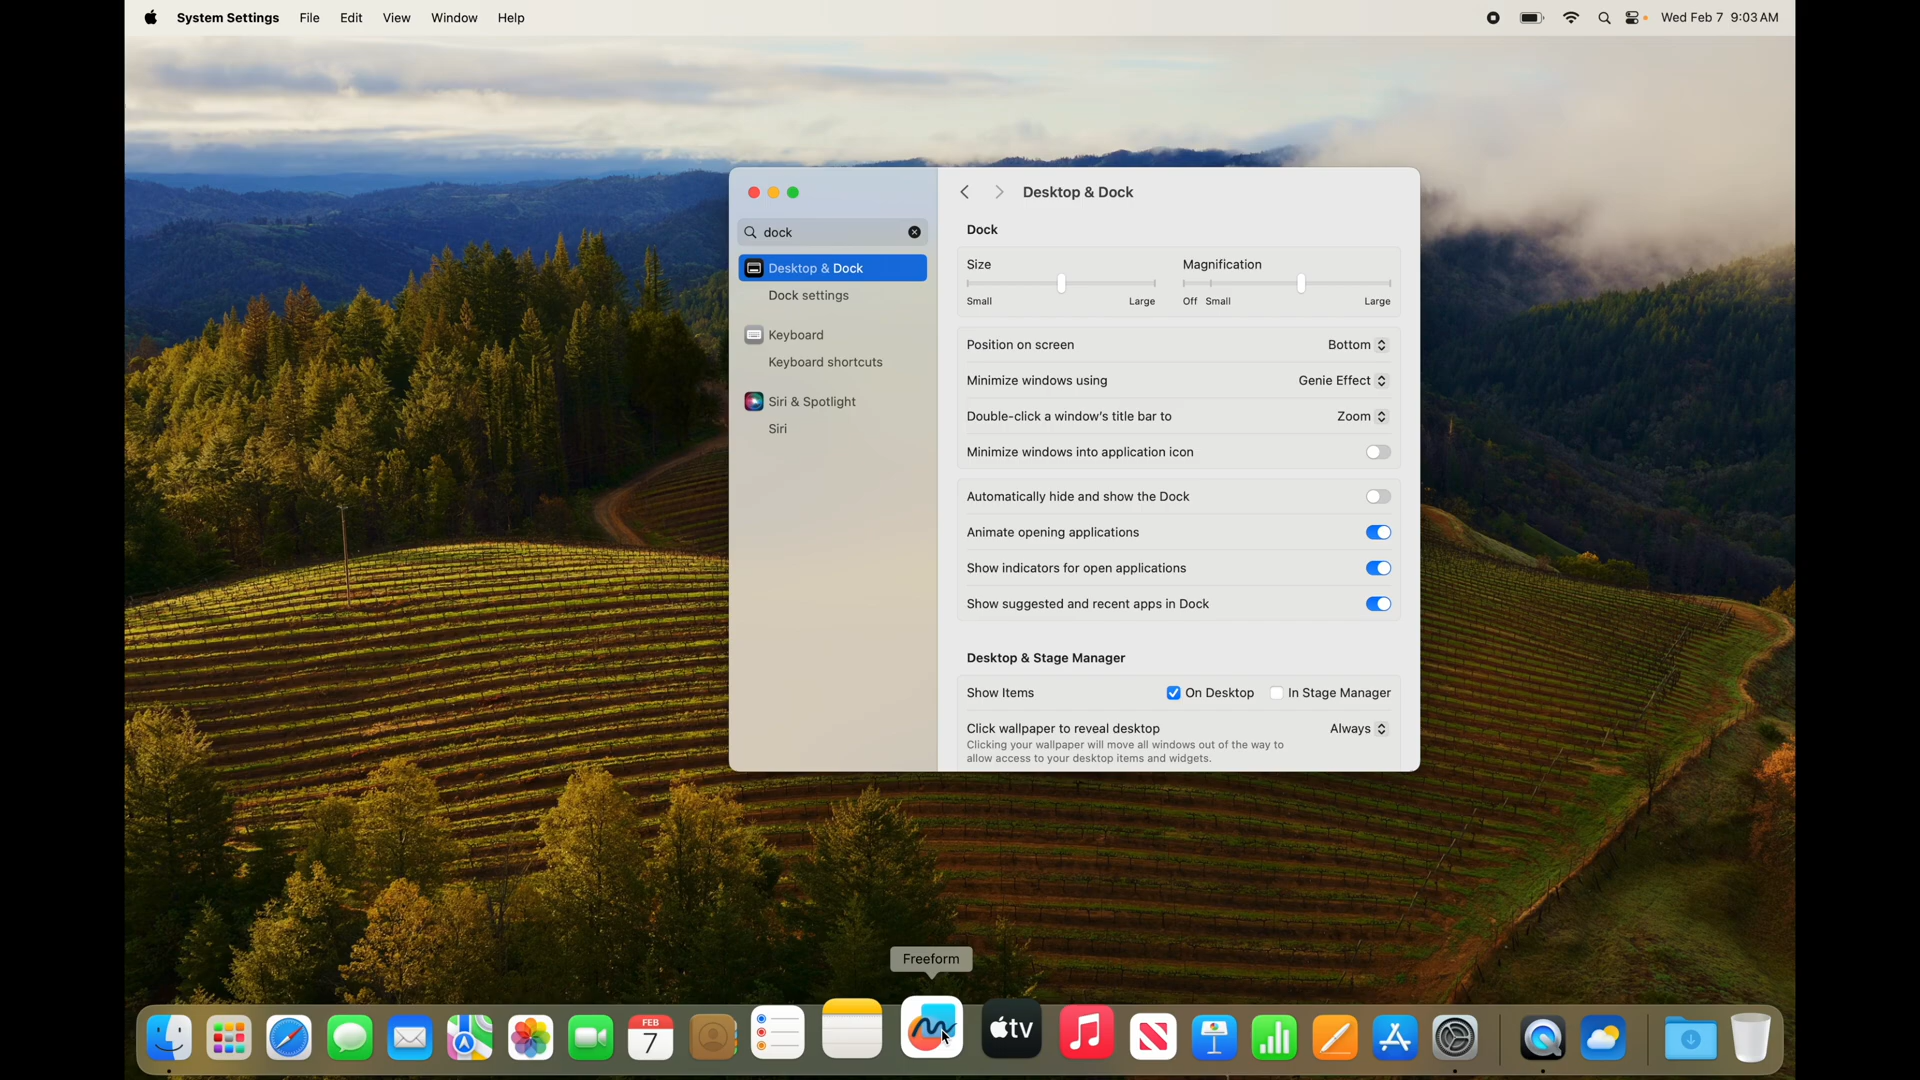 System Settings File Edit View Window Help
Wed Feb 7 9:03 AM
Desktop & Dock
dock
Desktop & Dock
Dock settings
Keyboard
Keyboard shortcuts
Siri & Spotlight
Siri
Dock
Size
Small Large
Magnification
Off Small Large
Position on screen Bottom
Minimize windows using Genie Effect
Double-click a window's title bar to Zoom
Minimize windows into application icon
Automatically hide and show the Dock
Animate opening applications
Show indicators for open applications
Show suggested and recent apps in Dock
Desktop & Stage Manager
Show Items On Desktop In Stage Manager
Click wallpaper to reveal desktop Always
Clicking your wallpaper will move all windows out of the way to
allow access to your desktop items and widgets.
Freeform
FEB
7
tv